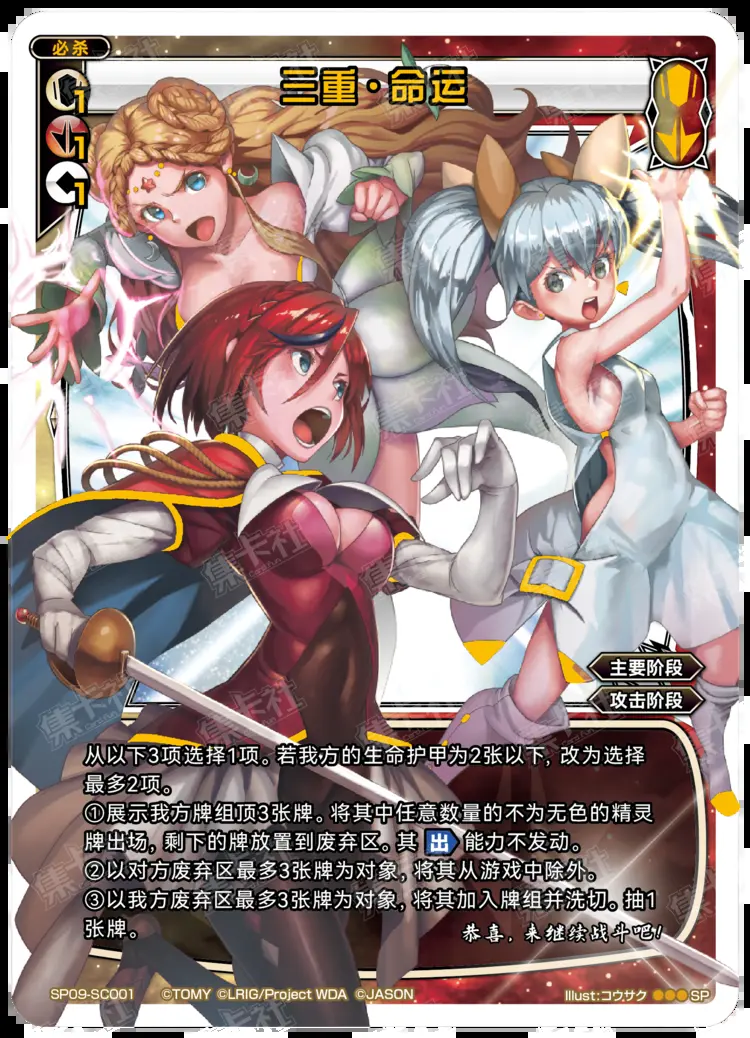 必杀
三重·命运
1
1
1
主要阶段
攻击阶段
从以下3项选择1项。若我方的生命护甲为2张以下, 改为选择
最多2项。
①展示我方牌组顶3张牌。将其中任意数量的不为无色的精灵
牌出场, 剩下的牌放置到废弃区。其 出 能力不发动。
②以对方废弃区最多3张牌为对象, 将其从游戏中除外。
③以我方废弃区最多3张牌为对象, 将其加入牌组并洗切。抽1
张牌。
恭喜, 来继续战斗吧!
SP09-SC001 ©TOMY ©LRIG/Project WDA ©JASON Illust:コウサク SP
集卡社